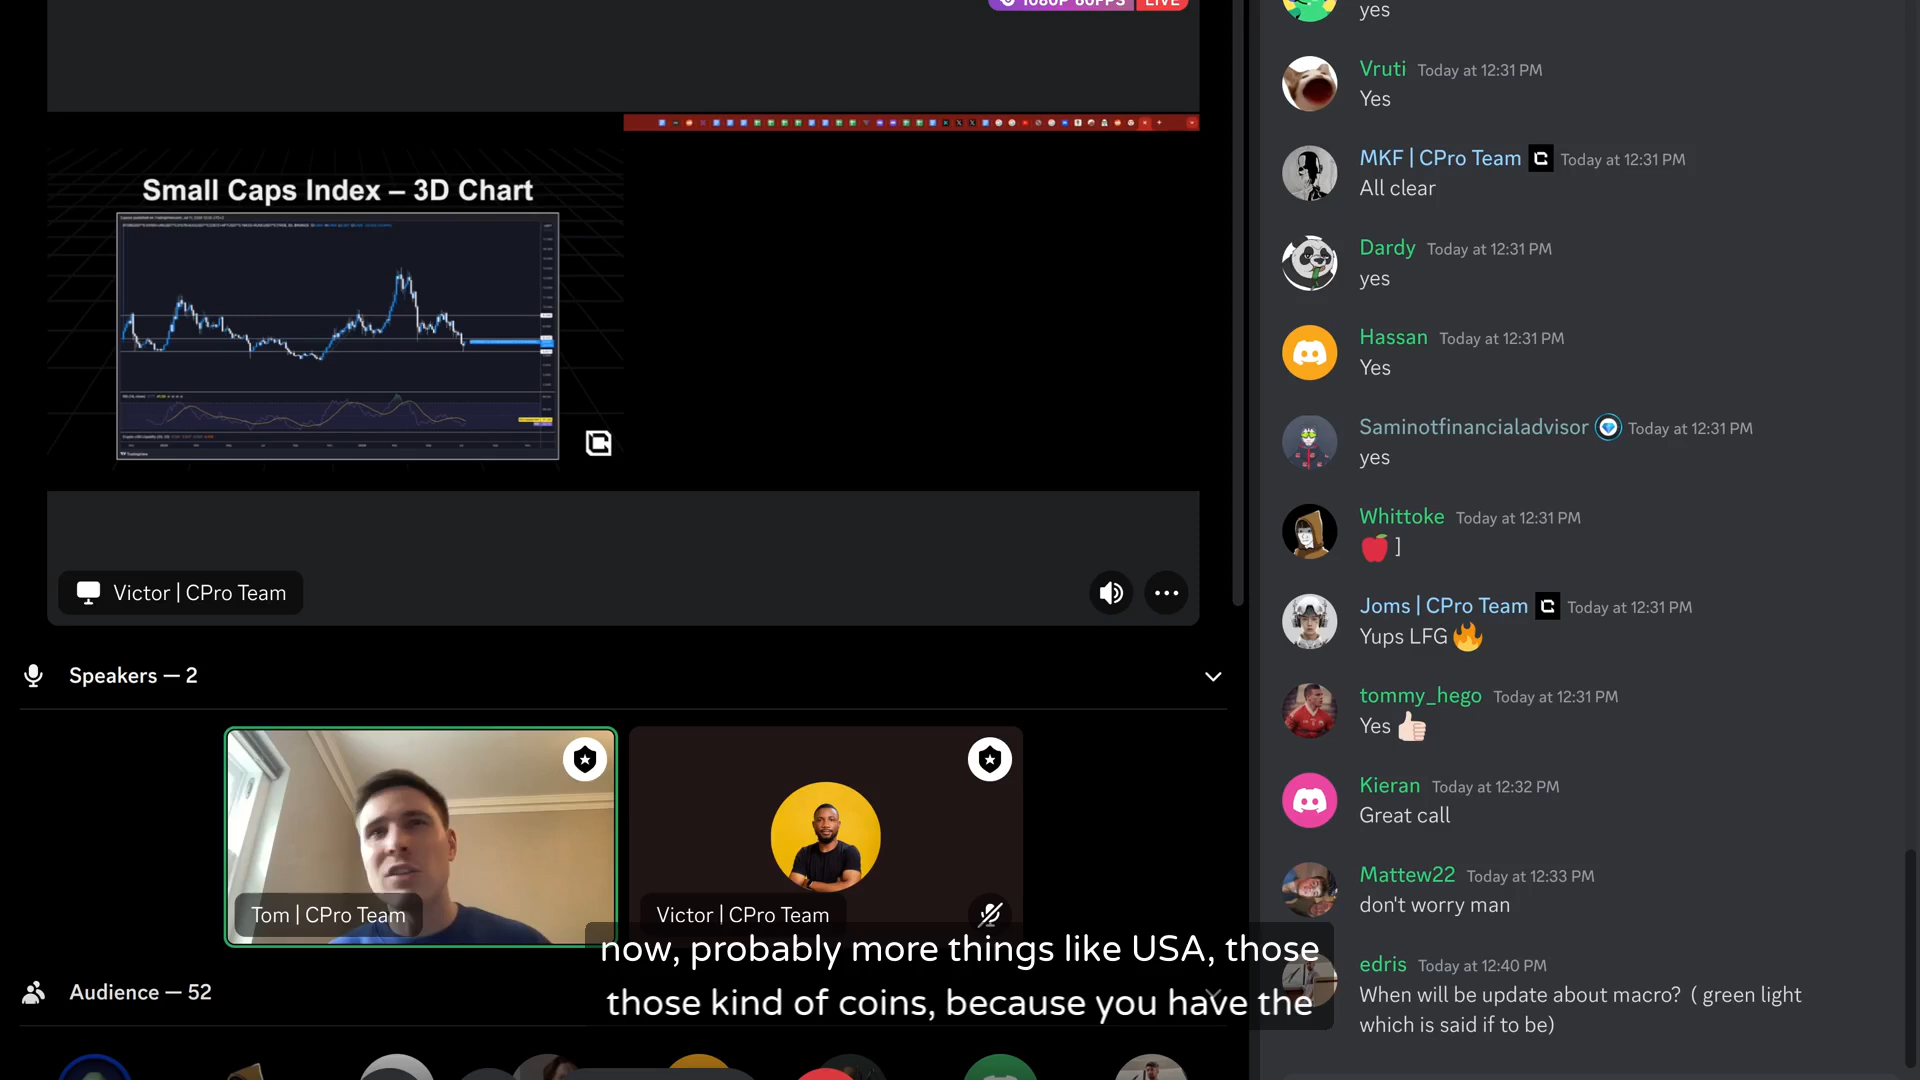 1080P 60FPS LIVE
Small Caps Index – 3D Chart
Victor | CPro Team
Speakers — 2
Tom | CPro Team
Victor | CPro Team
Audience — 52
now, probably more things like USA, those
those kind of coins, because you have the
yes
Vruti Today at 12:31 PM
Yes
MKF | CPro Team Today at 12:31 PM
All clear
Dardy Today at 12:31 PM
yes
Hassan Today at 12:31 PM
Yes
Saminotfinancialadvisor Today at 12:31 PM
yes
Whittoke Today at 12:31 PM
🍎 ]
Joms | CPro Team Today at 12:31 PM
Yups LFG 🔥
tommy_hego Today at 12:31 PM
Yes 👍🏻
Kieran Today at 12:32 PM
Great call
Mattew22 Today at 12:33 PM
don't worry man
edris Today at 12:40 PM
When will be update about macro? ( green light
which is said if to be)